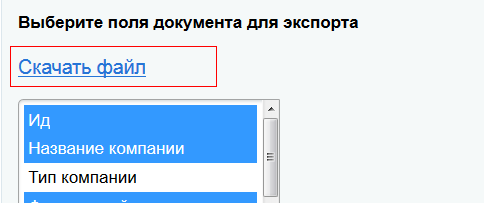 Выберите поля документа для экспорта
Скачать файл
Ид
Название компании
Тип компании